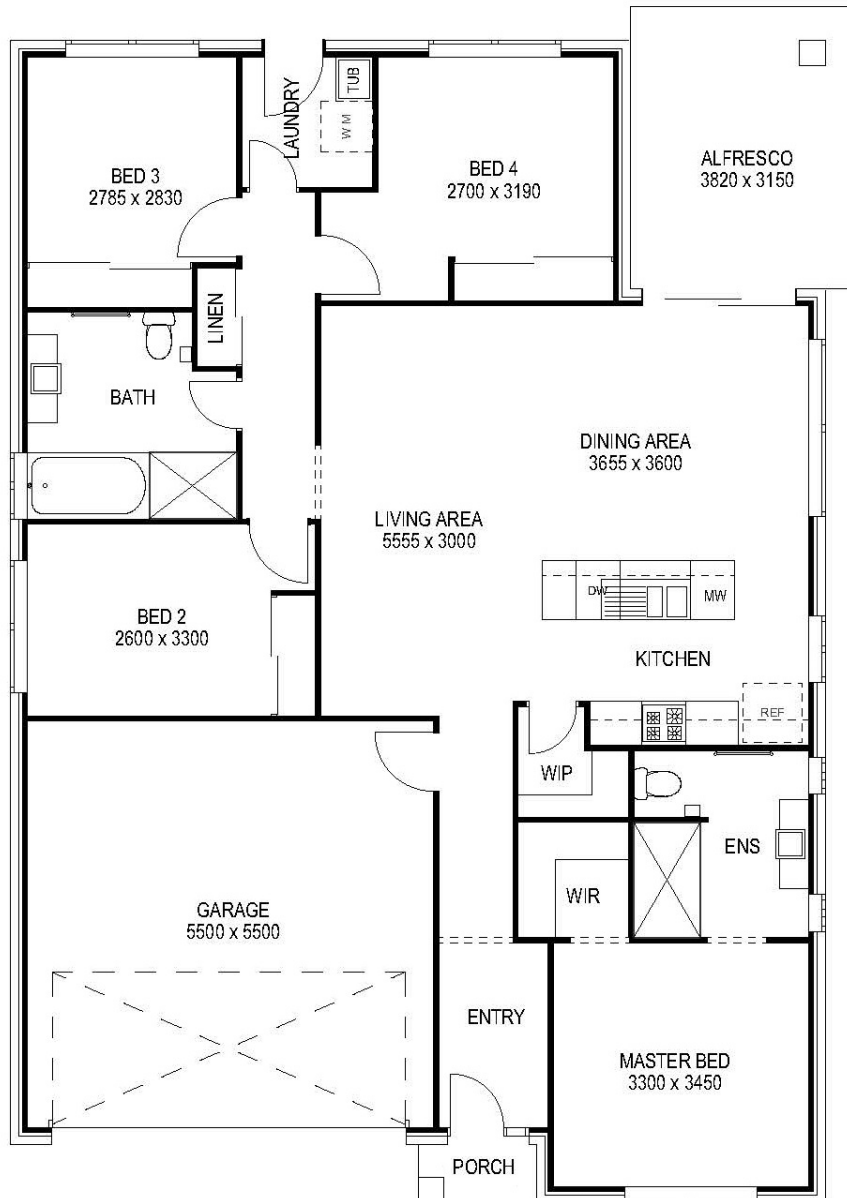 LAUNDRY
TUB
W M
BED 3
2785 x 2830
BED 4
2700 x 3190
ALFRESCO
3820 x 3150
LINEN
BATH
DINING AREA
3655 x 3600
LIVING AREA
5555 x 3000
DW
MW
BED 2
2600 x 3300
KITCHEN
REF
WIP
ENS
WIR
GARAGE
5500 x 5500
ENTRY
MASTER BED
3300 x 3450
PORCH